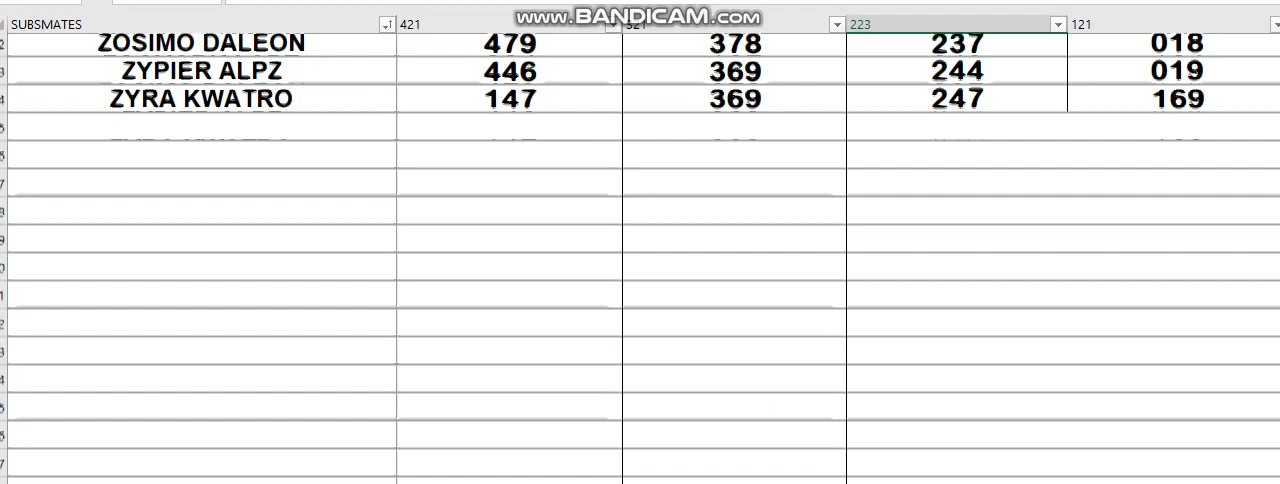 www.BANDICAM.com
SUBSMATES 421 521 223 121
ZOSIMO DALEON 479 378 237 018
ZYPIER ALPZ 446 369 244 019
ZYRA KWATRO 147 369 247 169